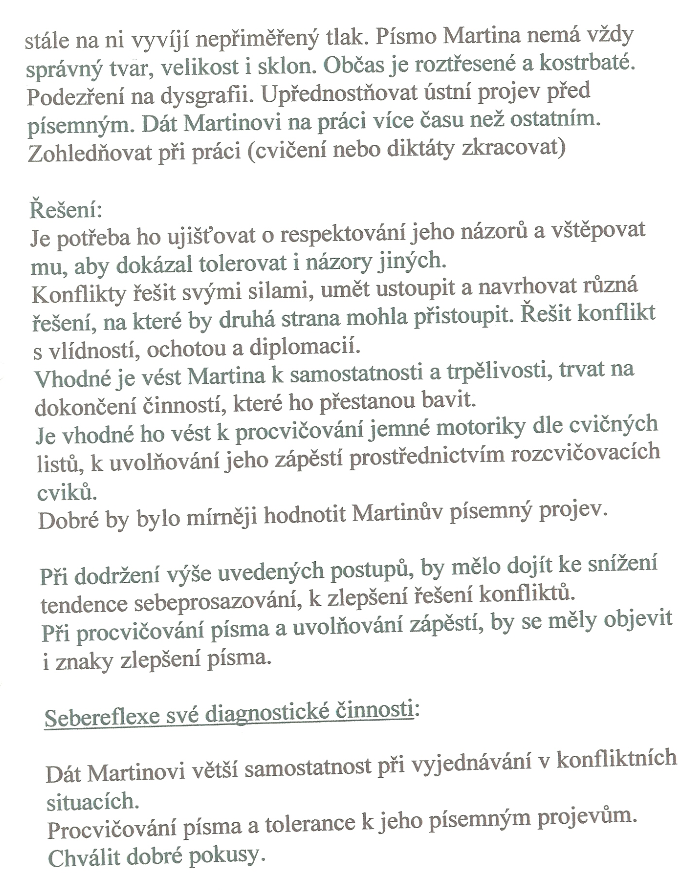 stále na ni vyvíjí nepřiměřený tlak. Písmo Martina nemá vždy
správný tvar, velikost i sklon. Občas je roztřesené a kostrbaté.
Podezření na dysgrafii. Upřednostňovat ústní projev před
písemným. Dát Martinovi na práci více času než ostatním.
Zohledňovat při práci (cvičení nebo diktáty zkracovat)

Řešení:
Je potřeba ho ujišťovat o respektování jeho názorů a vštěpovat
mu, aby dokázal tolerovat i názory jiných.
Konflikty řešit svými silami, umět ustoupit a navrhovat různá
řešení, na které by druhá strana mohla přistoupit. Řešit konflikt
s vlídností, ochotou a diplomacií.
Vhodné je vést Martina k samostatnosti a trpělivosti, trvat na
dokončení činností, které ho přestanou bavit.
Je vhodné ho vést k procvičování jemné motoriky dle cvičných
listů, k uvolňování jeho zápěstí prostřednictvím rozcvičovacích
cviků.
Dobré by bylo mírněji hodnotit Martinův písemný projev.

Při dodržení výše uvedených postupů, by mělo dojít ke snížení
tendence sebeprosazování, k zlepšení řešení konfliktů.
Při procvičování písma a uvolňování zápěstí, by se měly objevit
i znaky zlepšení písma.

Sebereflexe své diagnostické činnosti:

Dát Martinovi větší samostatnost při vyjednávání v konfliktních
situacích.
Procvičování písma a tolerance k jeho písemným projevům.
Chválit dobré pokusy.